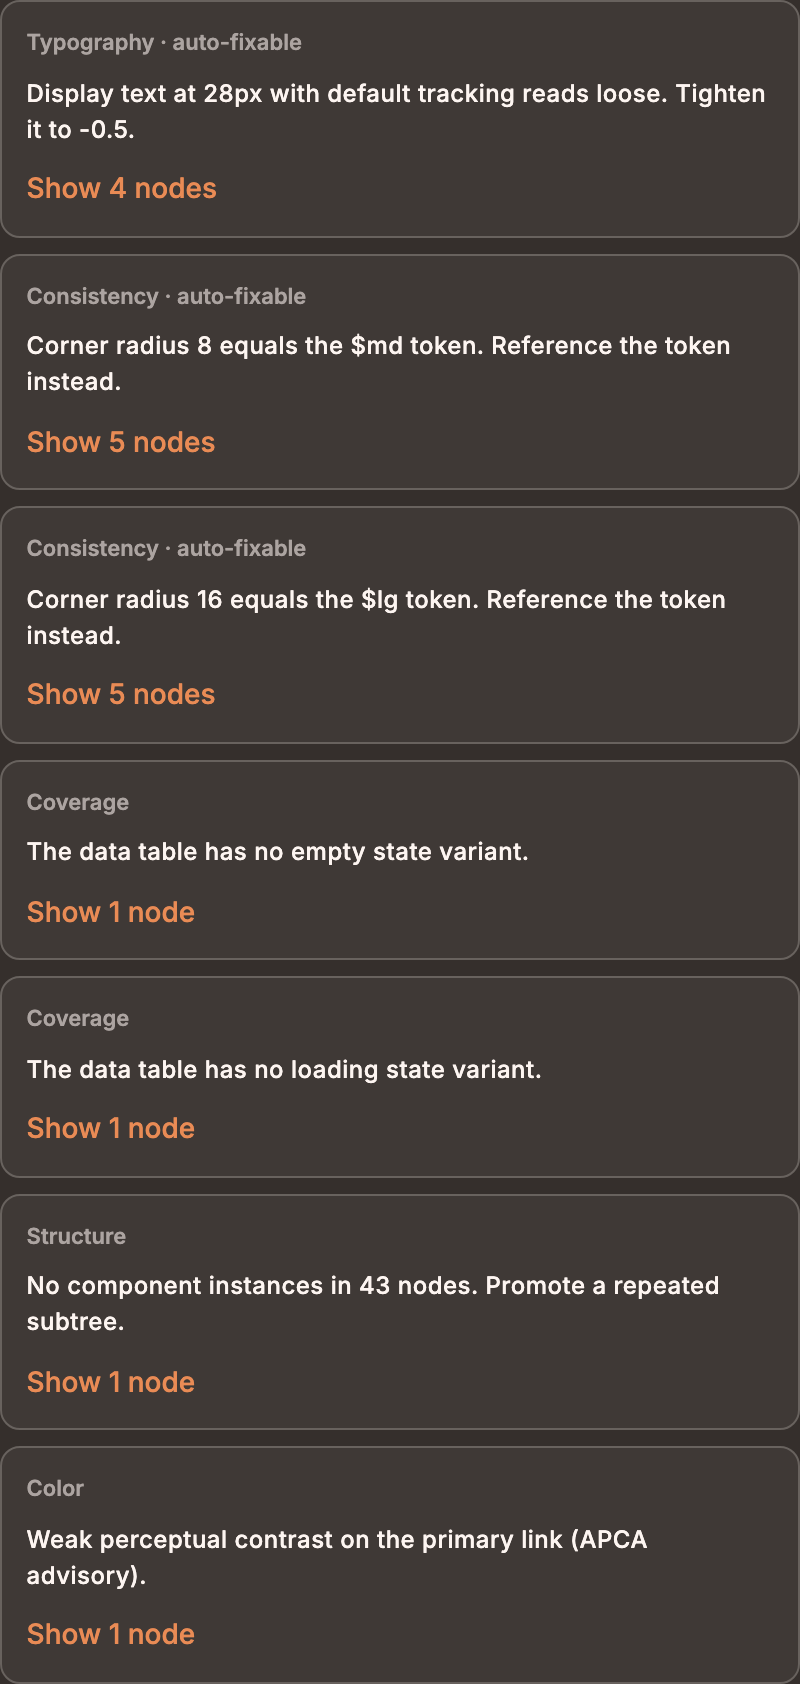 Typography · auto-fixable
Display text at 28px with default tracking reads loose. Tighten
it to -0.5.
Show 4 nodes
Consistency · auto-fixable
Corner radius 8 equals the $md token. Reference the token
instead.
Show 5 nodes
Consistency · auto-fixable
Corner radius 16 equals the $lg token. Reference the token
instead.
Show 5 nodes
Coverage
The data table has no empty state variant.
Show 1 node
Coverage
The data table has no loading state variant.
Show 1 node
Structure
No component instances in 43 nodes. Promote a repeated
subtree.
Show 1 node
Color
Weak perceptual contrast on the primary link (APCA
advisory).
Show 1 node